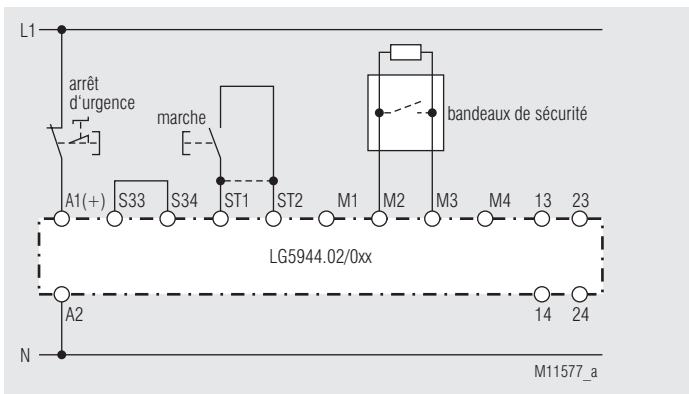 L1
arrêt
d'urgence
marche
bandeaux de sécurité
A1(+) S33 S34 ST1 ST2 M1 M2 M3 M4 13 23
LG5944.02/0xx
A2 14 24
N
M11577_a